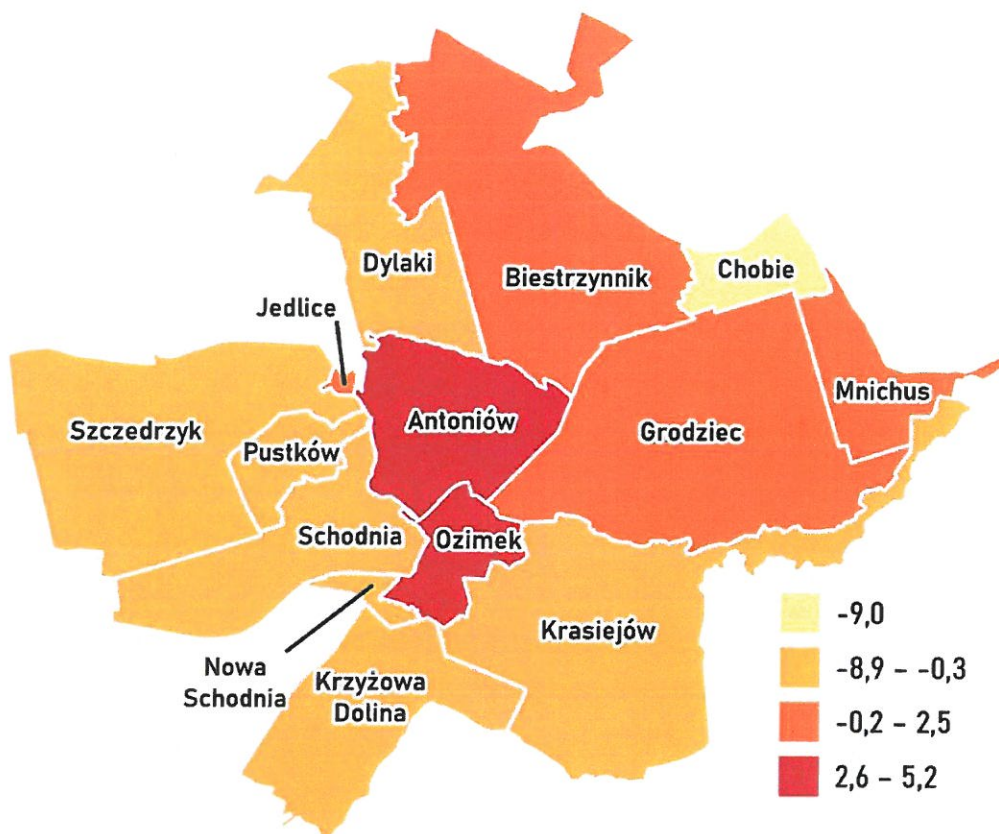 Dylaki
Biestrzynnik
Chobie
Jedlice
Mnichus
Szczedrzyk
Antoniów
Grodziec
Pustków
Schodnia
Ozimek
Krasiejów
Nowa
Schodnia
Krzyżowa
Dolina
-9,0
-8,9 – -0,3
-0,2 – 2,5
2,6 – 5,2